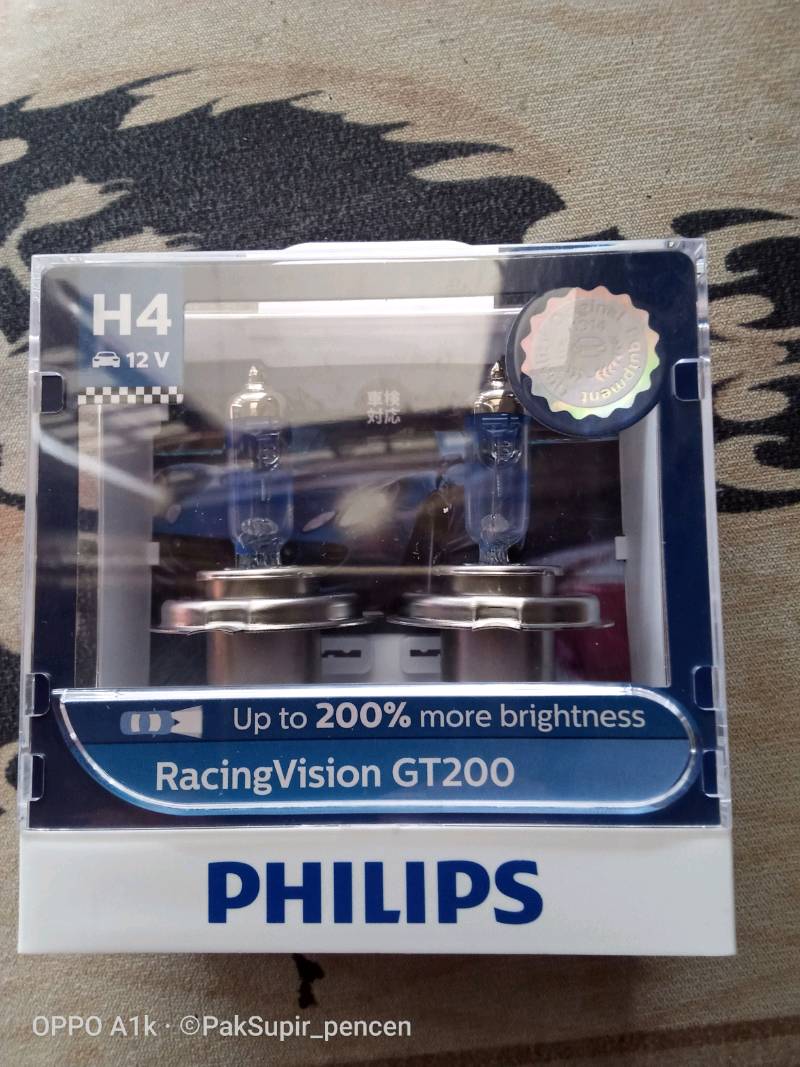 H4
12 V
車検
対応
Up to 200% more brightness
RacingVision GT200
PHILIPS
OPPO A1k · ©PakSupir_pencen